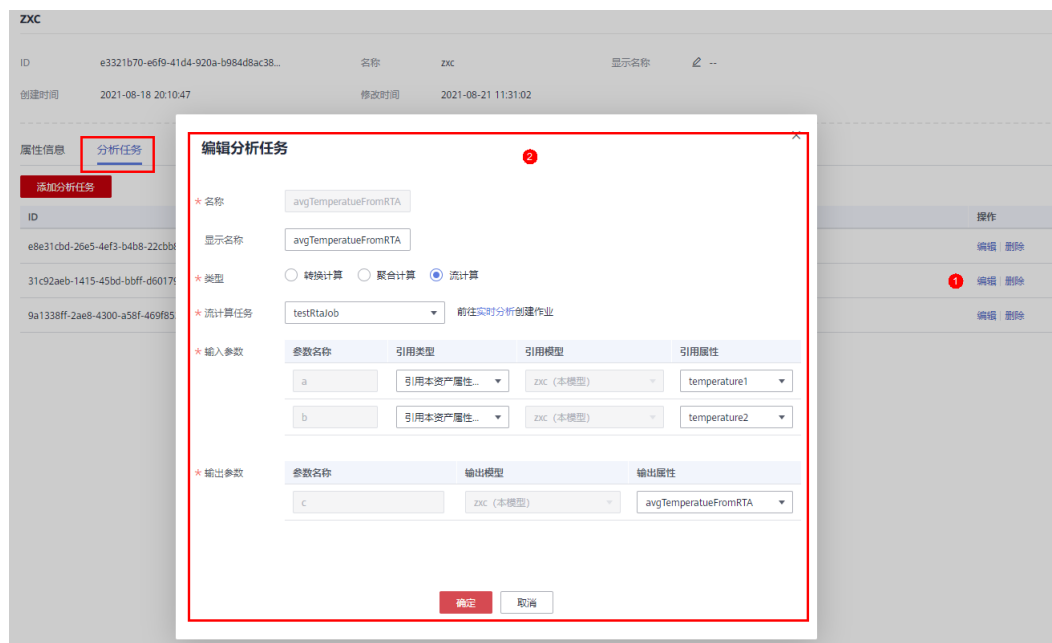 ZXC
ID e3321b70-e6f9-41d4-920a-b984d8ac38... 名称 zxc 显示名称 --
创建时间 2021-08-18 20:10:47 修改时间 2021-08-21 11:31:02
属性信息 分析任务
添加分析任务
ID 操作
e8e31cbd-26e5-4ef3-b4b8-22cbb8 编辑 删除
31c92aeb-1415-45bd-bbff-d60179 1 编辑 删除
9a1338ff-2ae8-4300-a58f-469f85 编辑 删除
编辑分析任务 2
* 名称 avgTemperatueFromRTA
显示名称 avgTemperatueFromRTA
* 类型 转换计算 聚合计算 流计算
* 流计算任务 testRtaJob 前往实时分析创建作业
* 输入参数 参数名称 引用类型 引用模型 引用属性
a 引用本资产属性... zxc (本模型) temperature1
b 引用本资产属性... zxc (本模型) temperature2
* 输出参数 参数名称 输出模型 输出属性
c zxc (本模型) avgTemperatueFromRTA
确定 取消